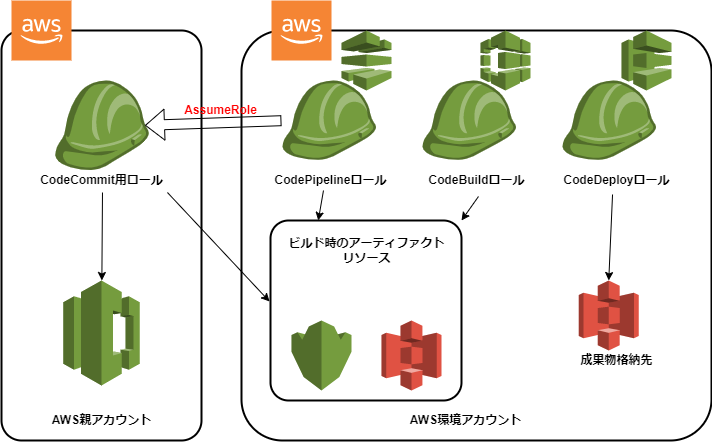 aws
aws
AssumeRole
CodeCommit用ロール
CodePipelineロール
CodeBuildロール
CodeDeployロール
ビルド時のアーティファクト
リソース
成果物格納先
AWS親アカウント
AWS環境アカウント